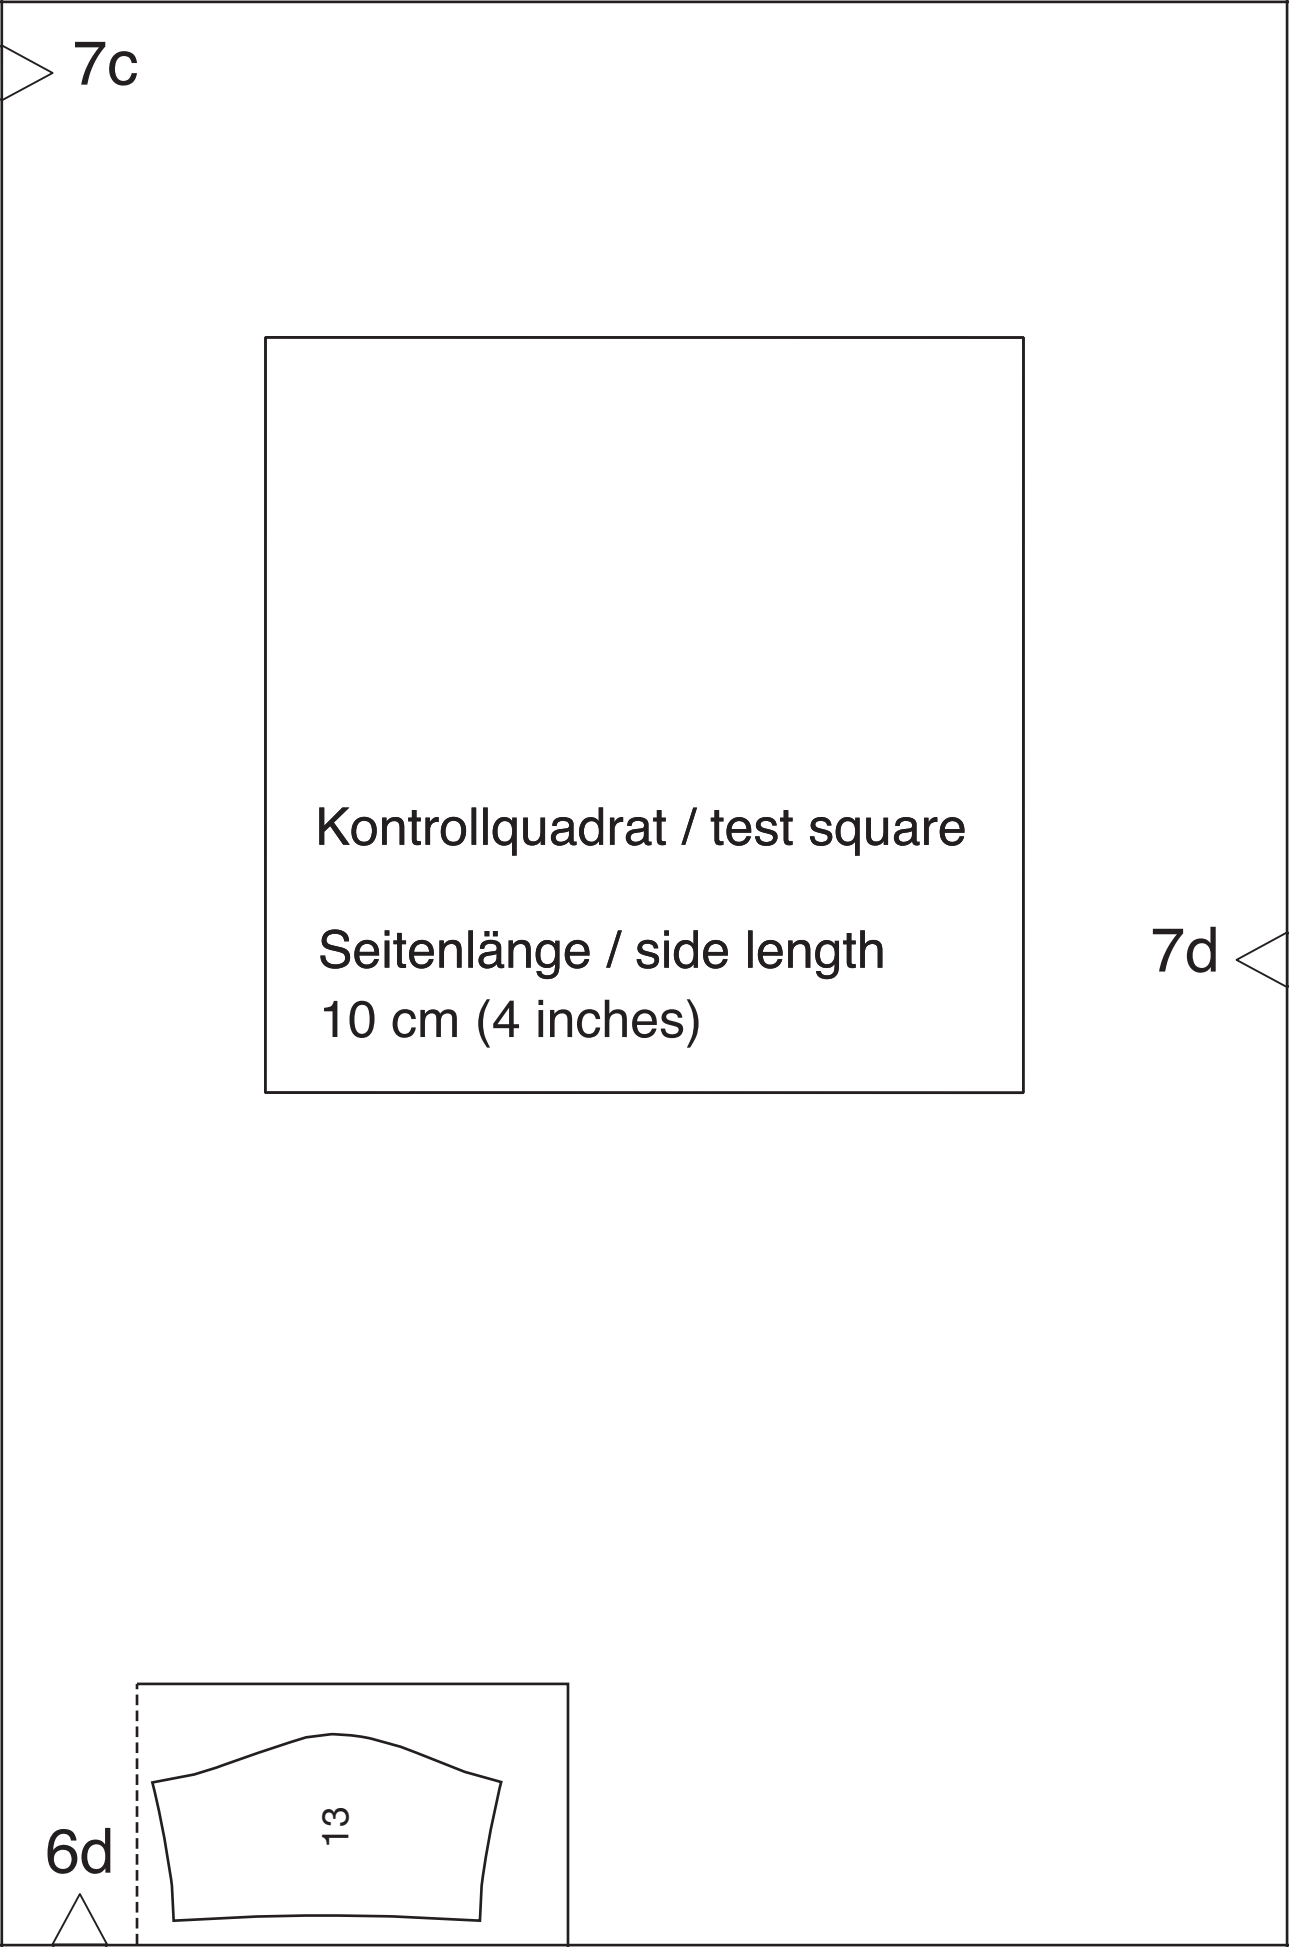 7c
Kontrollquadrat / test square
Seitenlänge / side length
10 cm (4 inches)
7d
13
6d